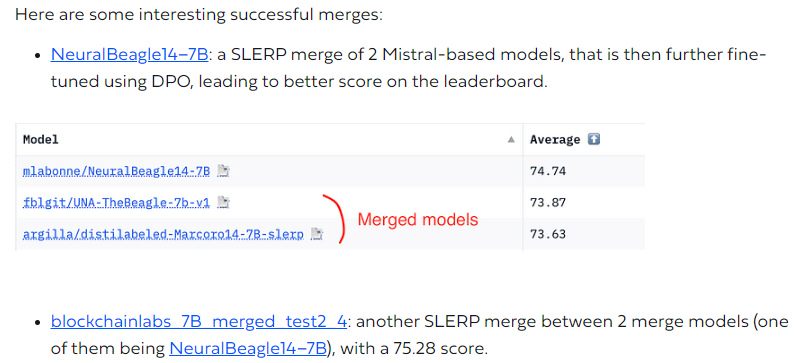 Here are some interesting successful merges:
• NeuralBeagle14–7B: a SLERP merge of 2 Mistral-based models, that is then further fine-
tuned using DPO, leading to better score on the leaderboard.
Model ▲ Average ⬆️
mlabonne/NeuralBeagle14-7B 74.74
fblgit/UNA-TheBeagle-7b-v1 73.87
Merged models
argilla/distilabeled-Marcoro14-7B-slerp 73.63
• blockchainlabs_7B_merged_test2_4: another SLERP merge between 2 merge models (one
of them being NeuralBeagle14–7B), with a 75.28 score.